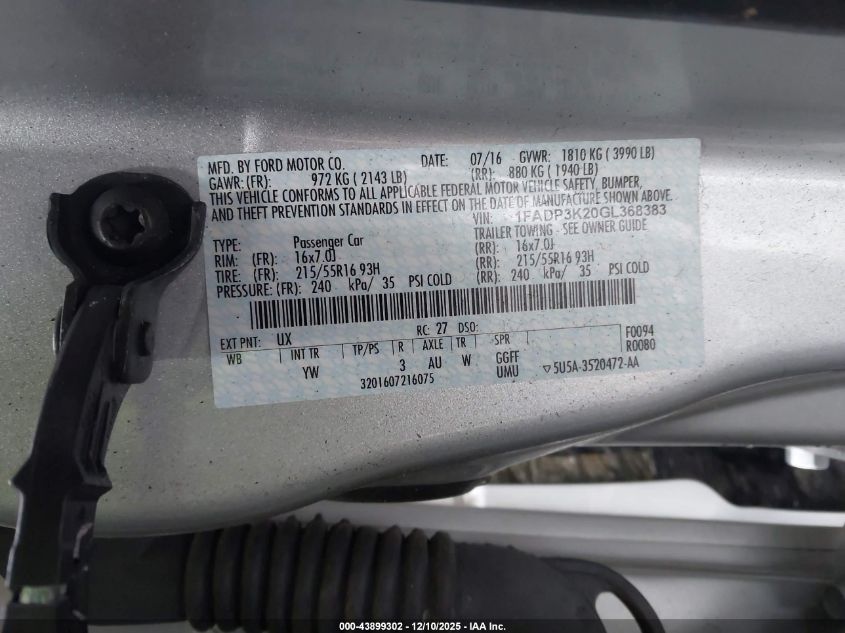 MFD. BY FORD MOTOR CO. DATE: 07/16 GVWR: 1810 KG ( 3990 LB)
GAWR: (FR): 972 KG ( 2143 LB) (RR): 880 KG ( 1940 LB)
THIS VEHICLE CONFORMS TO ALL APPLICABLE FEDERAL MOTOR VEHICLE SAFETY, BUMPER,
AND THEFT PREVENTION STANDARDS IN EFFECT ON THE DATE OF MANUFACTURE SHOWN ABOVE.
VIN: 1FADP3K20GL368383
TYPE: Passenger Car TRAILER TOWING - SEE OWNER GUIDE
RIM: (FR): 16x7.0J (RR): 16x7.0J
TIRE: (FR): 215/55R16 93H (RR): 215/55R16 93H
PRESSURE: (FR): 240 kPa/ 35 PSI COLD (RR): 240 kPa/ 35 PSI COLD
EXT PNT: UX RC: 27 DSO: F0094
WB INT TR TP/PS R AXLE TR SPR R0080
YW 3 AU W GGFF
UMU ▽5U5A-3520472-AA
3201607216075
000-43899302 - 12/10/2025 - IAA Inc.